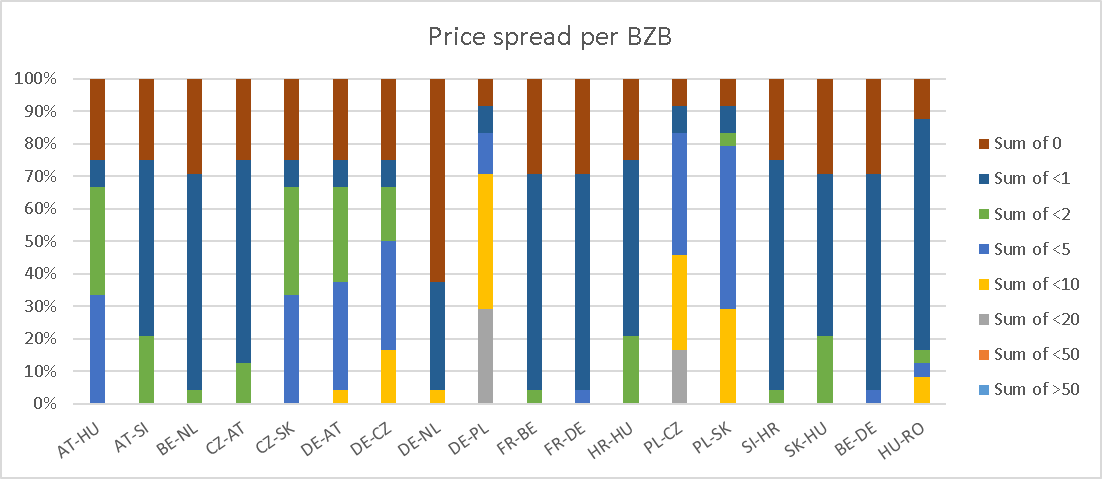 Price spread per BZB
100%
90%
80%
70%
60%
50%
40%
30%
20%
10%
0%
AT-HU
AT-SI
BE-NL
CZ-AT
CZ-SK
DE-AT
DE-CZ
DE-NL
DE-PL
FR-BE
FR-DE
HR-HU
PL-CZ
PL-SK
SI-HR
SK-HU
BE-DE
HU-RO
Sum of 0
Sum of <1
Sum of <2
Sum of <5
Sum of <10
Sum of <20
Sum of <50
Sum of >50